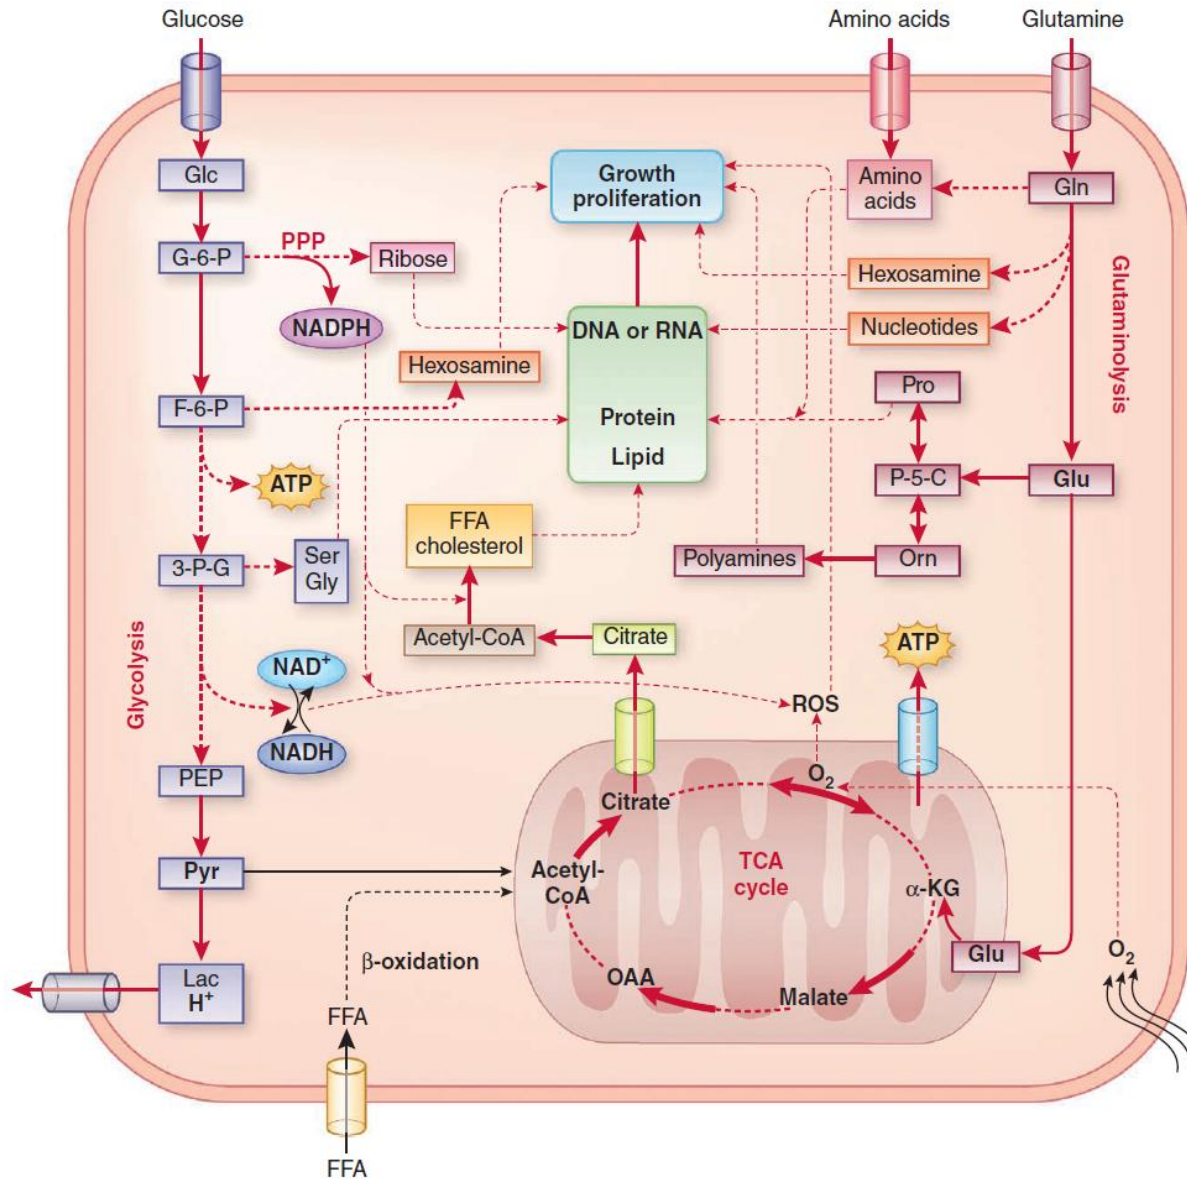 Glucose
Amino acids
Glutamine
Glc
Growth
proliferation
Amino
acids
Gln
G-6-P
PPP
Ribose
NADPH
Hexosamine
Glutaminolysis
DNA or RNA
Nucleotides
Hexosamine
F-6-P
Pro
Protein
Lipid
ATP
P-5-C
Glu
FFA
cholesterol
3-P-G
Ser
Gly
Polyamines
Orn
Glycolysis
Acetyl-CoA
Citrate
ATP
NAD+
NADH
ROS
PEP
O2
Citrate
Pyr
Acetyl-
CoA
TCA
cycle
α-KG
Glu
O2
β-oxidation
OAA
Malate
Lac
H+
FFA
FFA